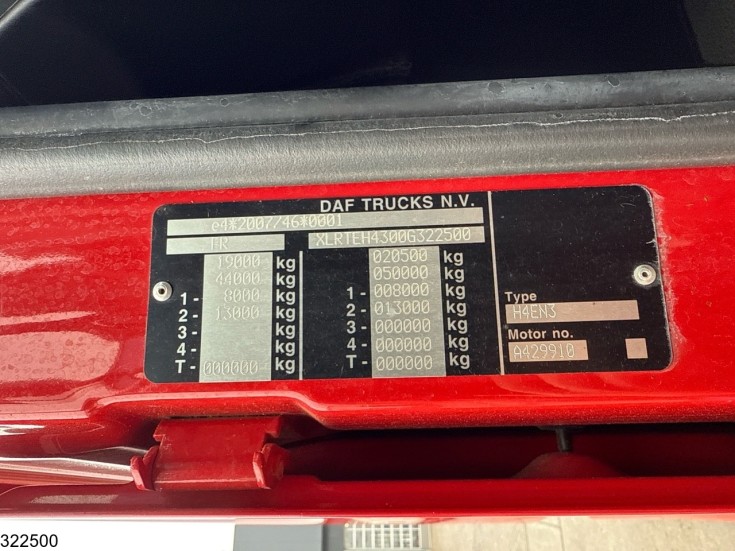 DAF TRUCKS N.V.
e4*2007/46*0001
FR XLRTEH4300G322500
19000 kg 020500 kg
44000 kg 050000 kg
1 - 8000 kg 1 - 008000 kg
2 - 13000 kg 2 - 013000 kg
3 - kg 3 - 000000 kg
4 - kg 4 - 000000 kg
T - 000000 kg T - 000000 kg
Type
H4EN3
Motor no.
A429910
322500